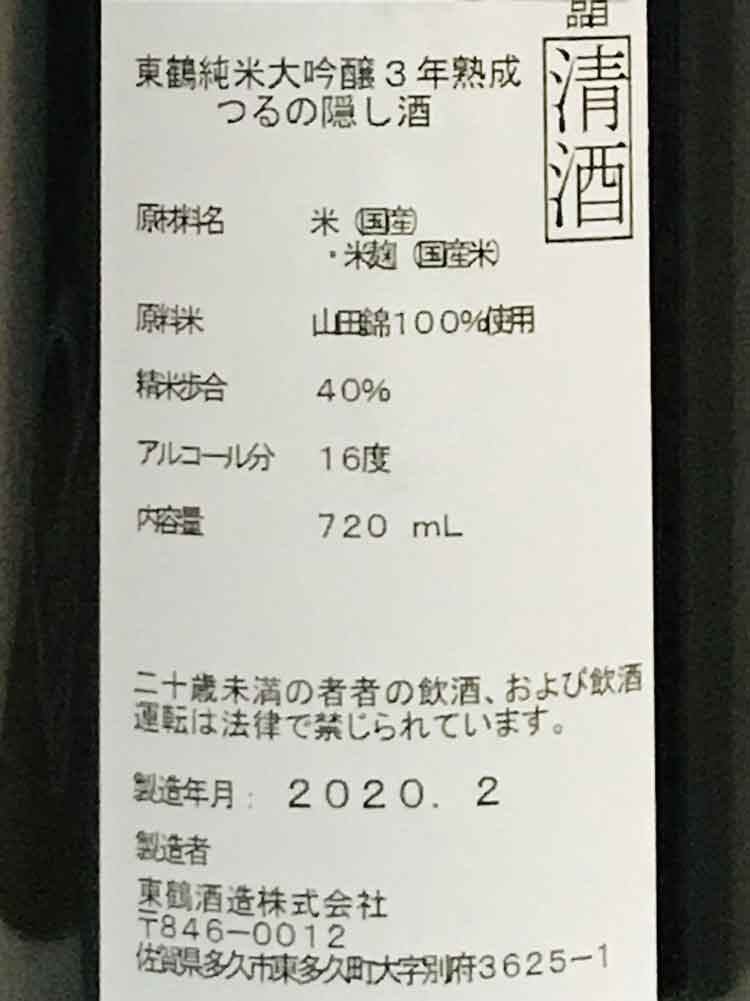 品目
清酒
東鶴純米大吟醸3年熟成
つるの隠し酒
原材料名 米(国産)
・米麹(国産米)
原料米 山田錦100%使用
精米歩合 40%
アルコール分 16度
内容量 720 mL
二十歳未満の者者の飲酒、および飲酒
運転は法律で禁じられています。
製造年月: 2020. 2
製造者
東鶴酒造株式会社
〒846-0012
佐賀県多久市東多久町大字別府3625-1